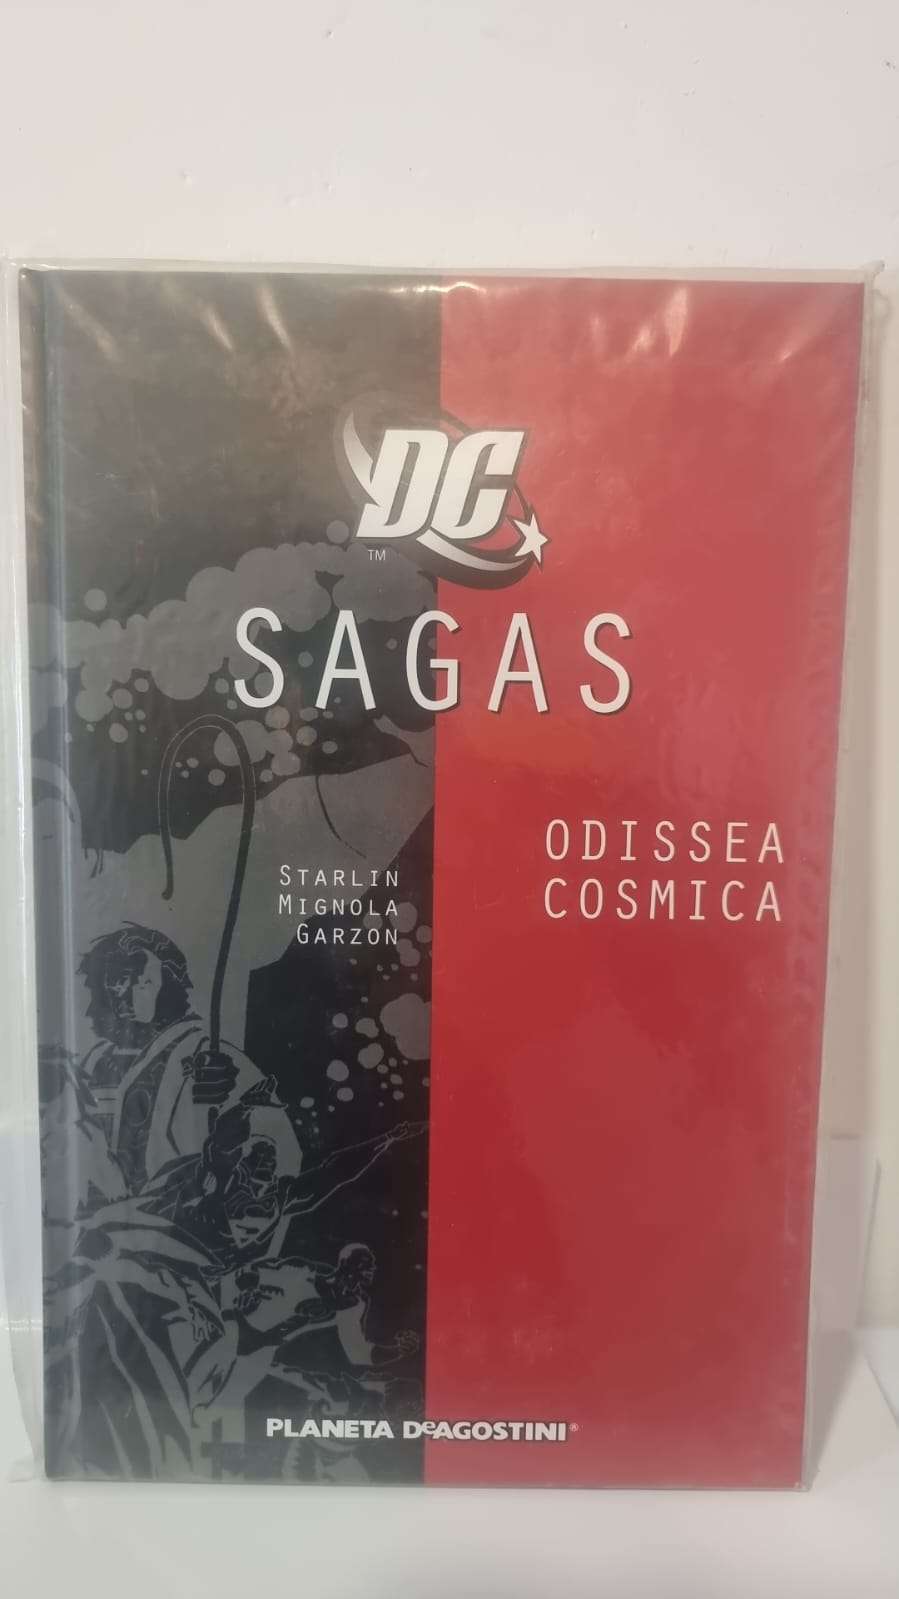 DC
TM
SAGAS
ODISSEA
COSMICA
STARLIN
MIGNOLA
GARZON
PLANETA DeAGOSTINI®